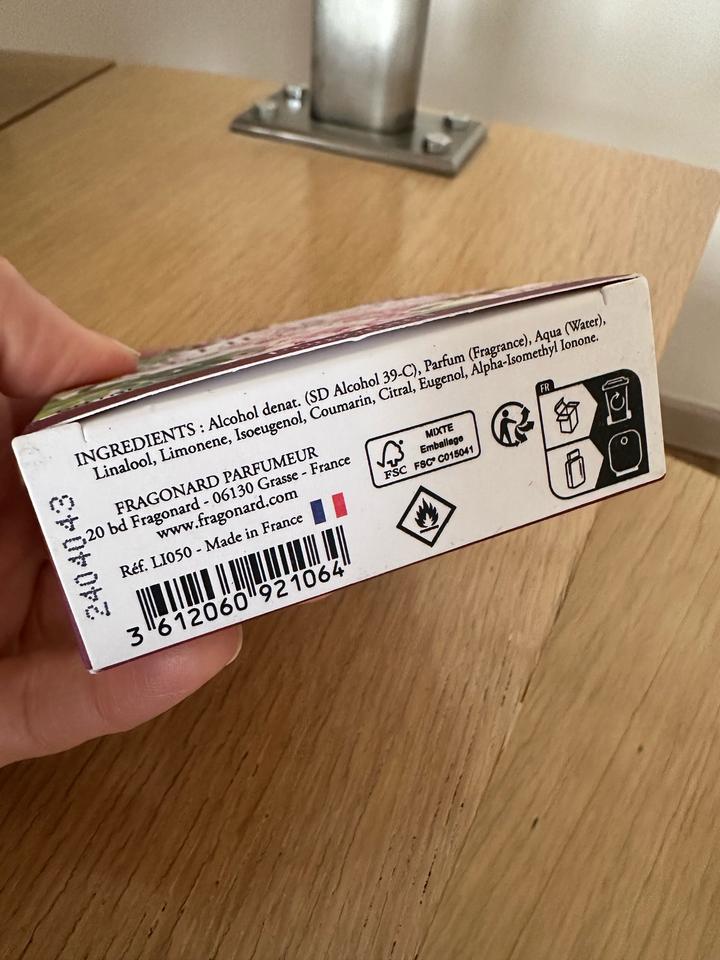 INGREDIENTS : Alcohol denat. (SD Alcohol 39-C), Parfum (Fragrance), Aqua (Water),
Linalool, Limonene, Isoeugenol, Coumarin, Citral, Eugenol, Alpha-Isomethyl Ionone.
FRAGONARD PARFUMEUR
20 bd Fragonard - 06130 Grasse - France
www.fragonard.com
Réf. LI050 - Made in France
3 612060 921064
2404043
FSC
MIXTE
Emballage
FSC® C015041
FR